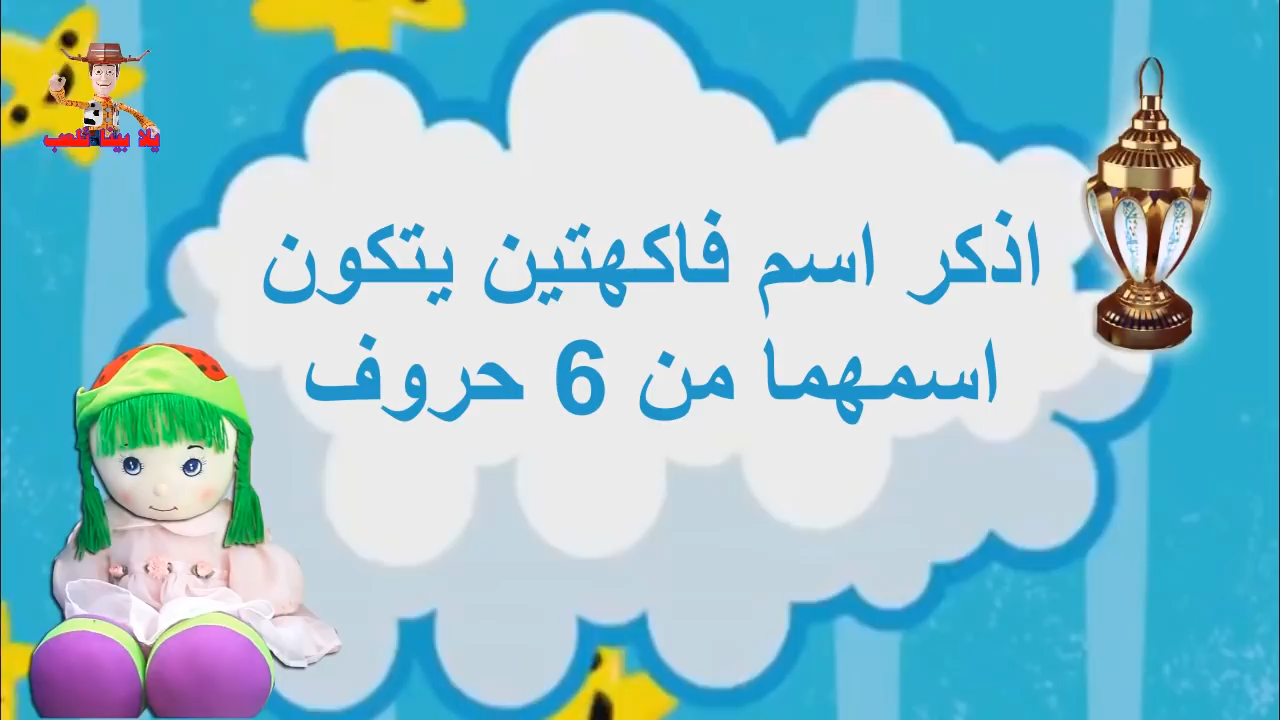 يلا بينا نلعب
اذكر اسم فاكهتين يتكون
اسمهما من 6 حروف